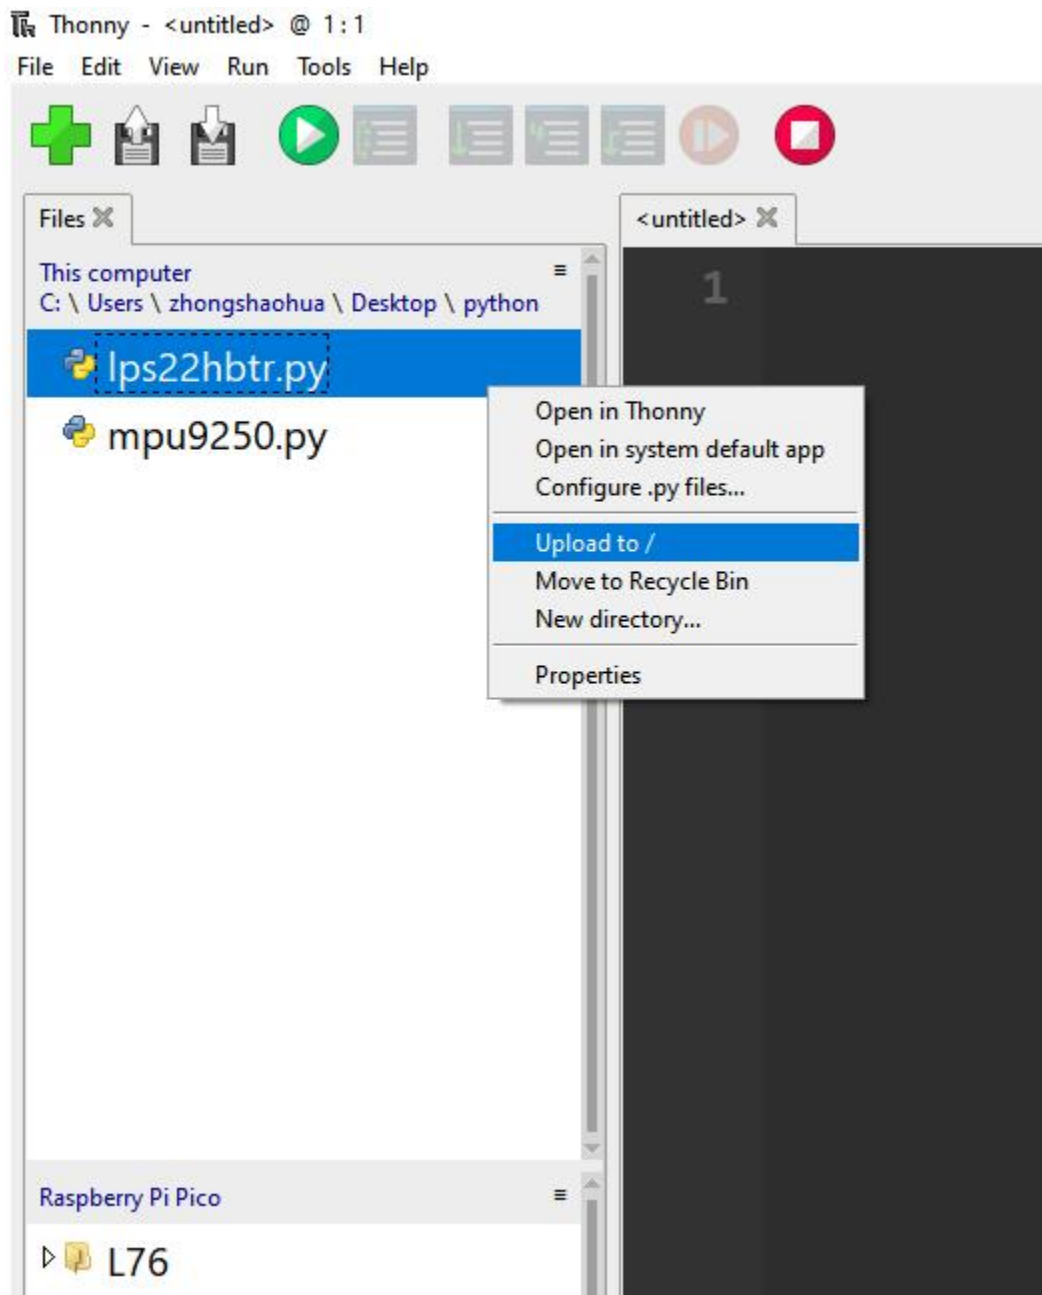 Thonny - <untitled> @ 1:1
File Edit View Run Tools Help
Files
<untitled>
This computer
C: \ Users \ zhongshaohua \ Desktop \ python
1
lps22hbtr.py
mpu9250.py
Open in Thonny
Open in system default app
Configure .py files...
Upload to /
Move to Recycle Bin
New directory...
Properties
Raspberry Pi Pico
L76